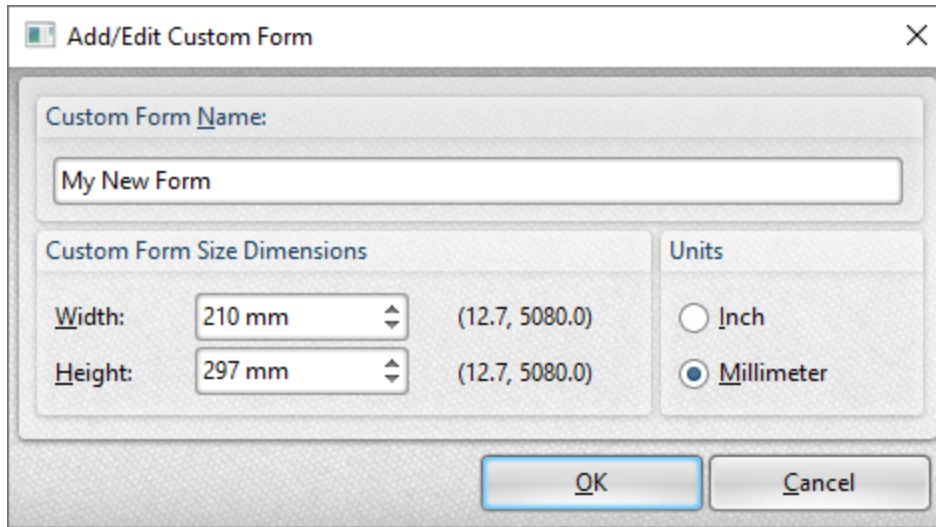 Add/Edit Custom Form
Custom Form Name:
My New Form
Custom Form Size Dimensions
Units
Width: 210 mm (12.7, 5080.0)
Inch
Height: 297 mm (12.7, 5080.0)
Millimeter
OK
Cancel